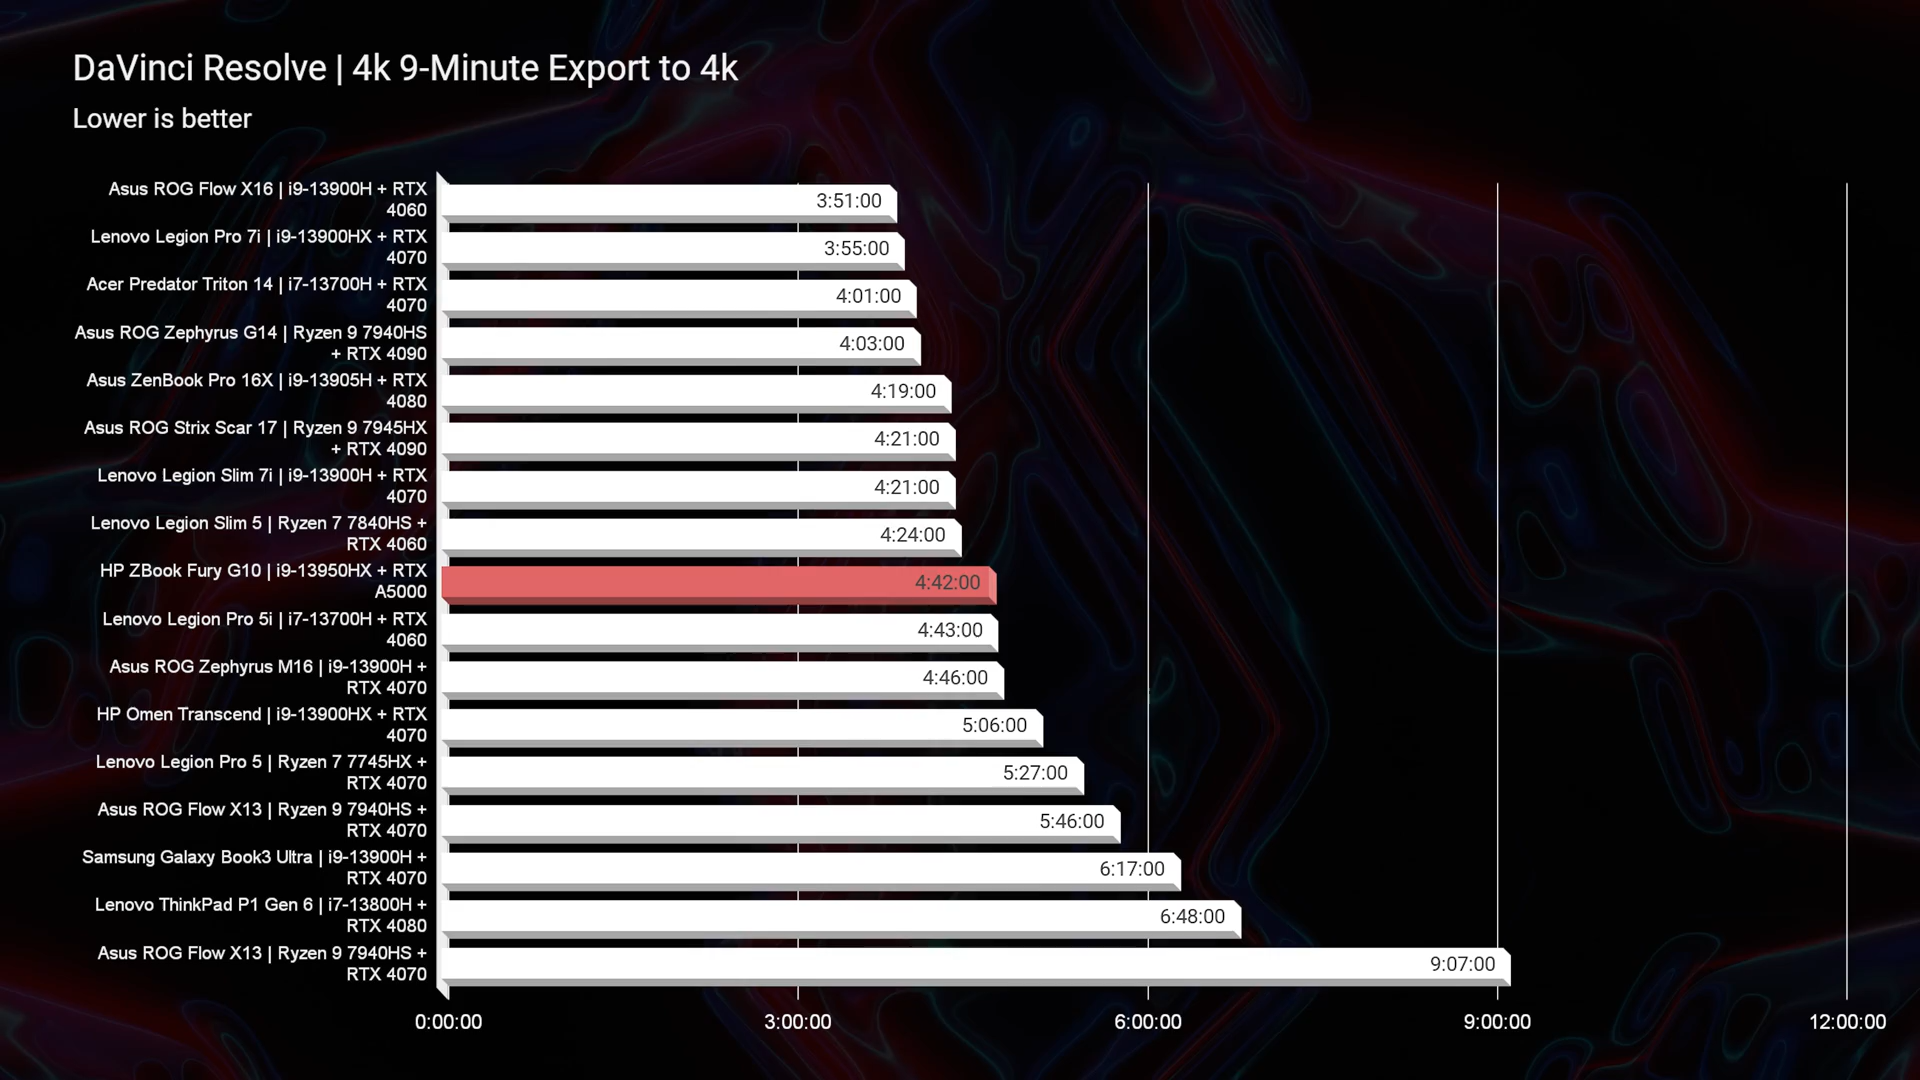 DaVinci Resolve | 4k 9-Minute Export to 4k
Lower is better
Asus ROG Flow X16 | i9-13900H + RTX
4060
3:51:00
Lenovo Legion Pro 7i | i9-13900HX + RTX
4070
3:55:00
Acer Predator Triton 14 | i7-13700H + RTX
4070
4:01:00
Asus ROG Zephyrus G14 | Ryzen 9 7940HS
+ RTX 4090
4:03:00
Asus ZenBook Pro 16X | i9-13905H + RTX
4080
4:19:00
Asus ROG Strix Scar 17 | Ryzen 9 7945HX
+ RTX 4090
4:21:00
Lenovo Legion Slim 7i | i9-13900H + RTX
4070
4:21:00
Lenovo Legion Slim 5 | Ryzen 7 7840HS +
RTX 4060
4:24:00
HP ZBook Fury G10 | i9-13950HX + RTX
A5000
4:42:00
Lenovo Legion Pro 5i | i7-13700H + RTX
4060
4:43:00
Asus ROG Zephyrus M16 | i9-13900H +
RTX 4070
4:46:00
HP Omen Transcend | i9-13900HX + RTX
4070
5:06:00
Lenovo Legion Pro 5 | Ryzen 7 7745HX +
RTX 4070
5:27:00
Asus ROG Flow X13 | Ryzen 9 7940HS +
RTX 4070
5:46:00
Samsung Galaxy Book3 Ultra | i9-13900H +
RTX 4070
6:17:00
Lenovo ThinkPad P1 Gen 6 | i7-13800H +
RTX 4080
6:48:00
Asus ROG Flow X13 | Ryzen 9 7940HS +
RTX 4070
9:07:00
0:00:00
3:00:00
6:00:00
9:00:00
12:00:00